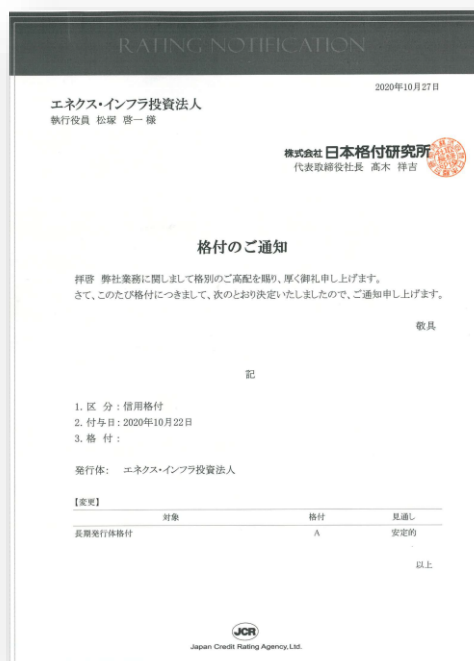 RATING NOTIFICATION
2020年10月27日
エネクス・インフラ投資法人
執行役員 松塚 啓一 様
株式会社 日本格付研究所
代表取締役社長 髙木 祥吉
格付のご通知
拝啓 弊社業務に関しまして格別のご高配を賜り、厚く御礼申し上げます。
さて、このたび格付につきまして、次のとおり決定いたしましたので、ご通知申し上げます。
敬具
記
1. 区 分 : 信用格付
2. 付与日 : 2020年10月22日
3. 格 付 :
発行体: エネクス・インフラ投資法人
【変更】
対象 格付 見通し
長期発行体格付 A 安定的
以上
JCR
Japan Credit Rating Agency, Ltd.